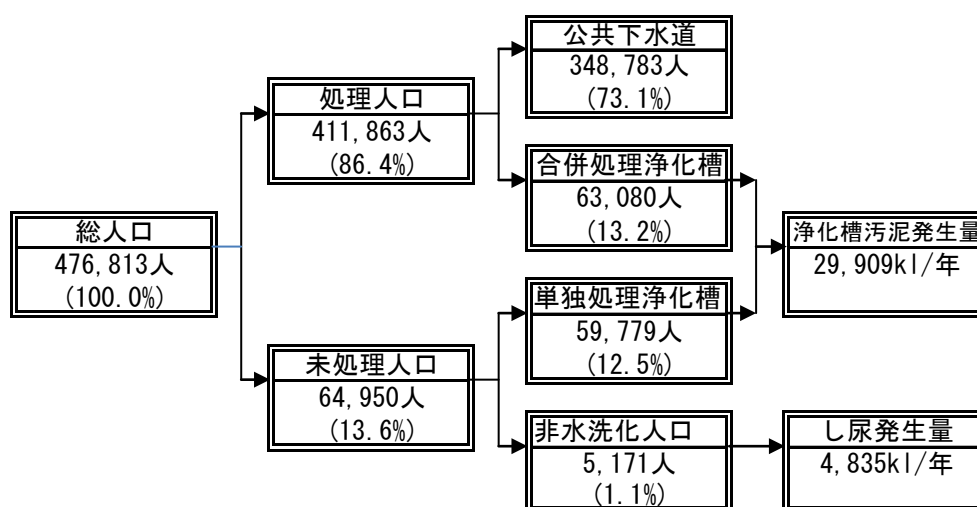 総人口
476,813人
(100.0%)
処理人口
411,863人
(86.4%)
未処理人口
64,950人
(13.6%)
公共下水道
348,783人
(73.1%)
合併処理浄化槽
63,080人
(13.2%)
単独処理浄化槽
59,779人
(12.5%)
非水洗化人口
5,171人
(1.1%)
浄化槽汚泥発生量
29,909kl/年
し尿発生量
4,835kl/年